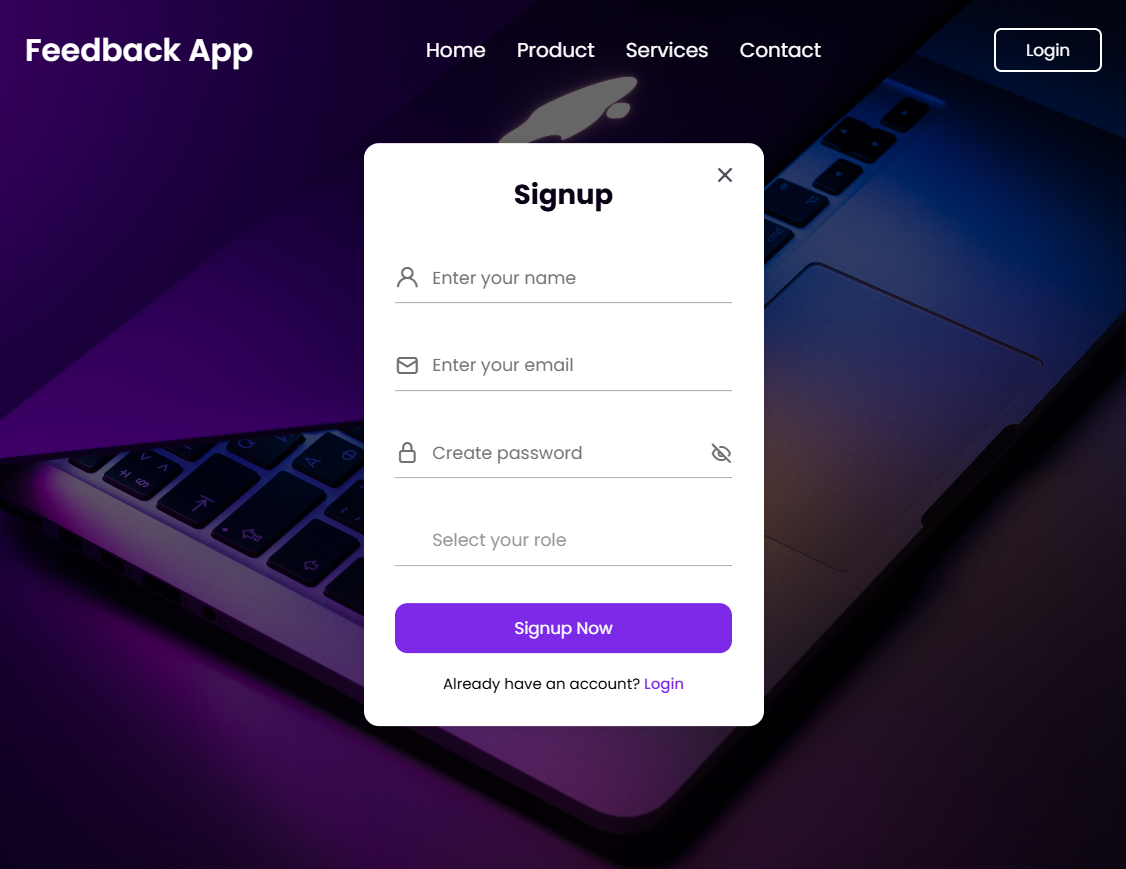 Feedback App
Home Product Services Contact
Login
Signup
Enter your name
Enter your email
Create password
Select your role
Signup Now
Already have an account? Login